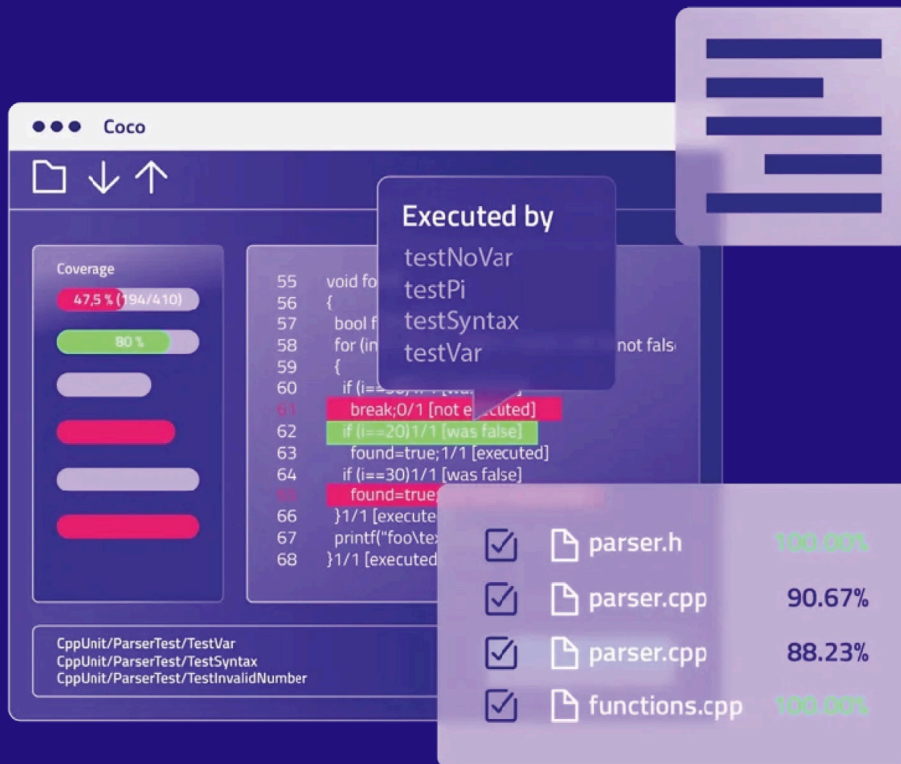 Coco
Executed by
testNoVar
testPi
testSyntax
testVar
Coverage
47,5 % (194/410)
80 %
55 void fo
56 {
57 bool f
58 for (in not fals
59 {
60 if (i==
61 break;0/1 [not executed]
62 if (i==20)1/1 [was false]
63 found=true;1/1 [executed]
64 if (i==30)1/1 [was false]
65 found=true;
66 }1/1 [execute
67 printf("foo\te
68 }1/1 [executed
parser.h 100.00%
parser.cpp 90.67%
parser.cpp 88.23%
functions.cpp 100.00%
CppUnit/ParserTest/TestVar
CppUnit/ParserTest/TestSyntax
CppUnit/ParserTest/TestInvalidNumber